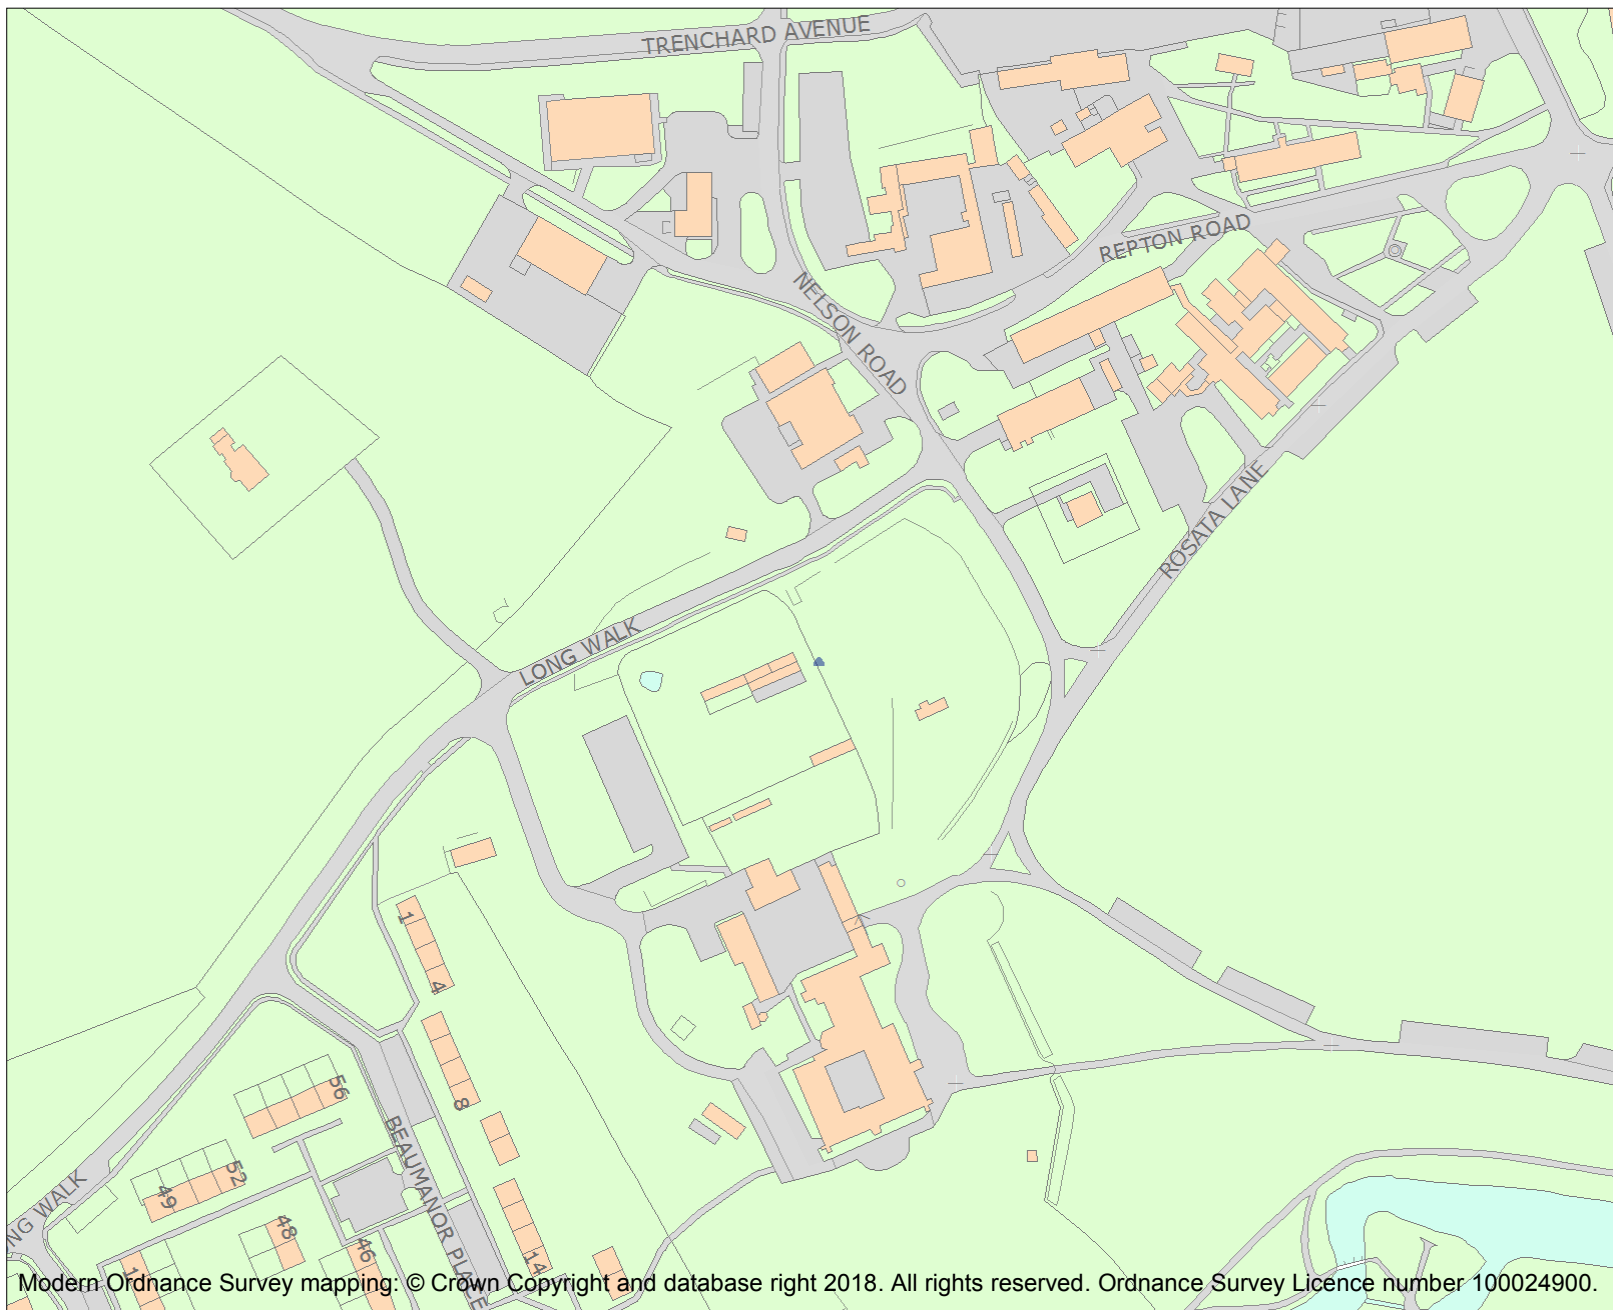 TRENCHARD AVENUE
REPTON ROAD
NELSON ROAD
ROSATA LANE
LONG WALK
1
4
8
56
BEAUMANOR PLACE
52
49
NG WALK
48
46
14
1
Modern Ordnance Survey mapping: © Crown Copyright and database right 2018. All rights reserved. Ordnance Survey Licence number 100024900.